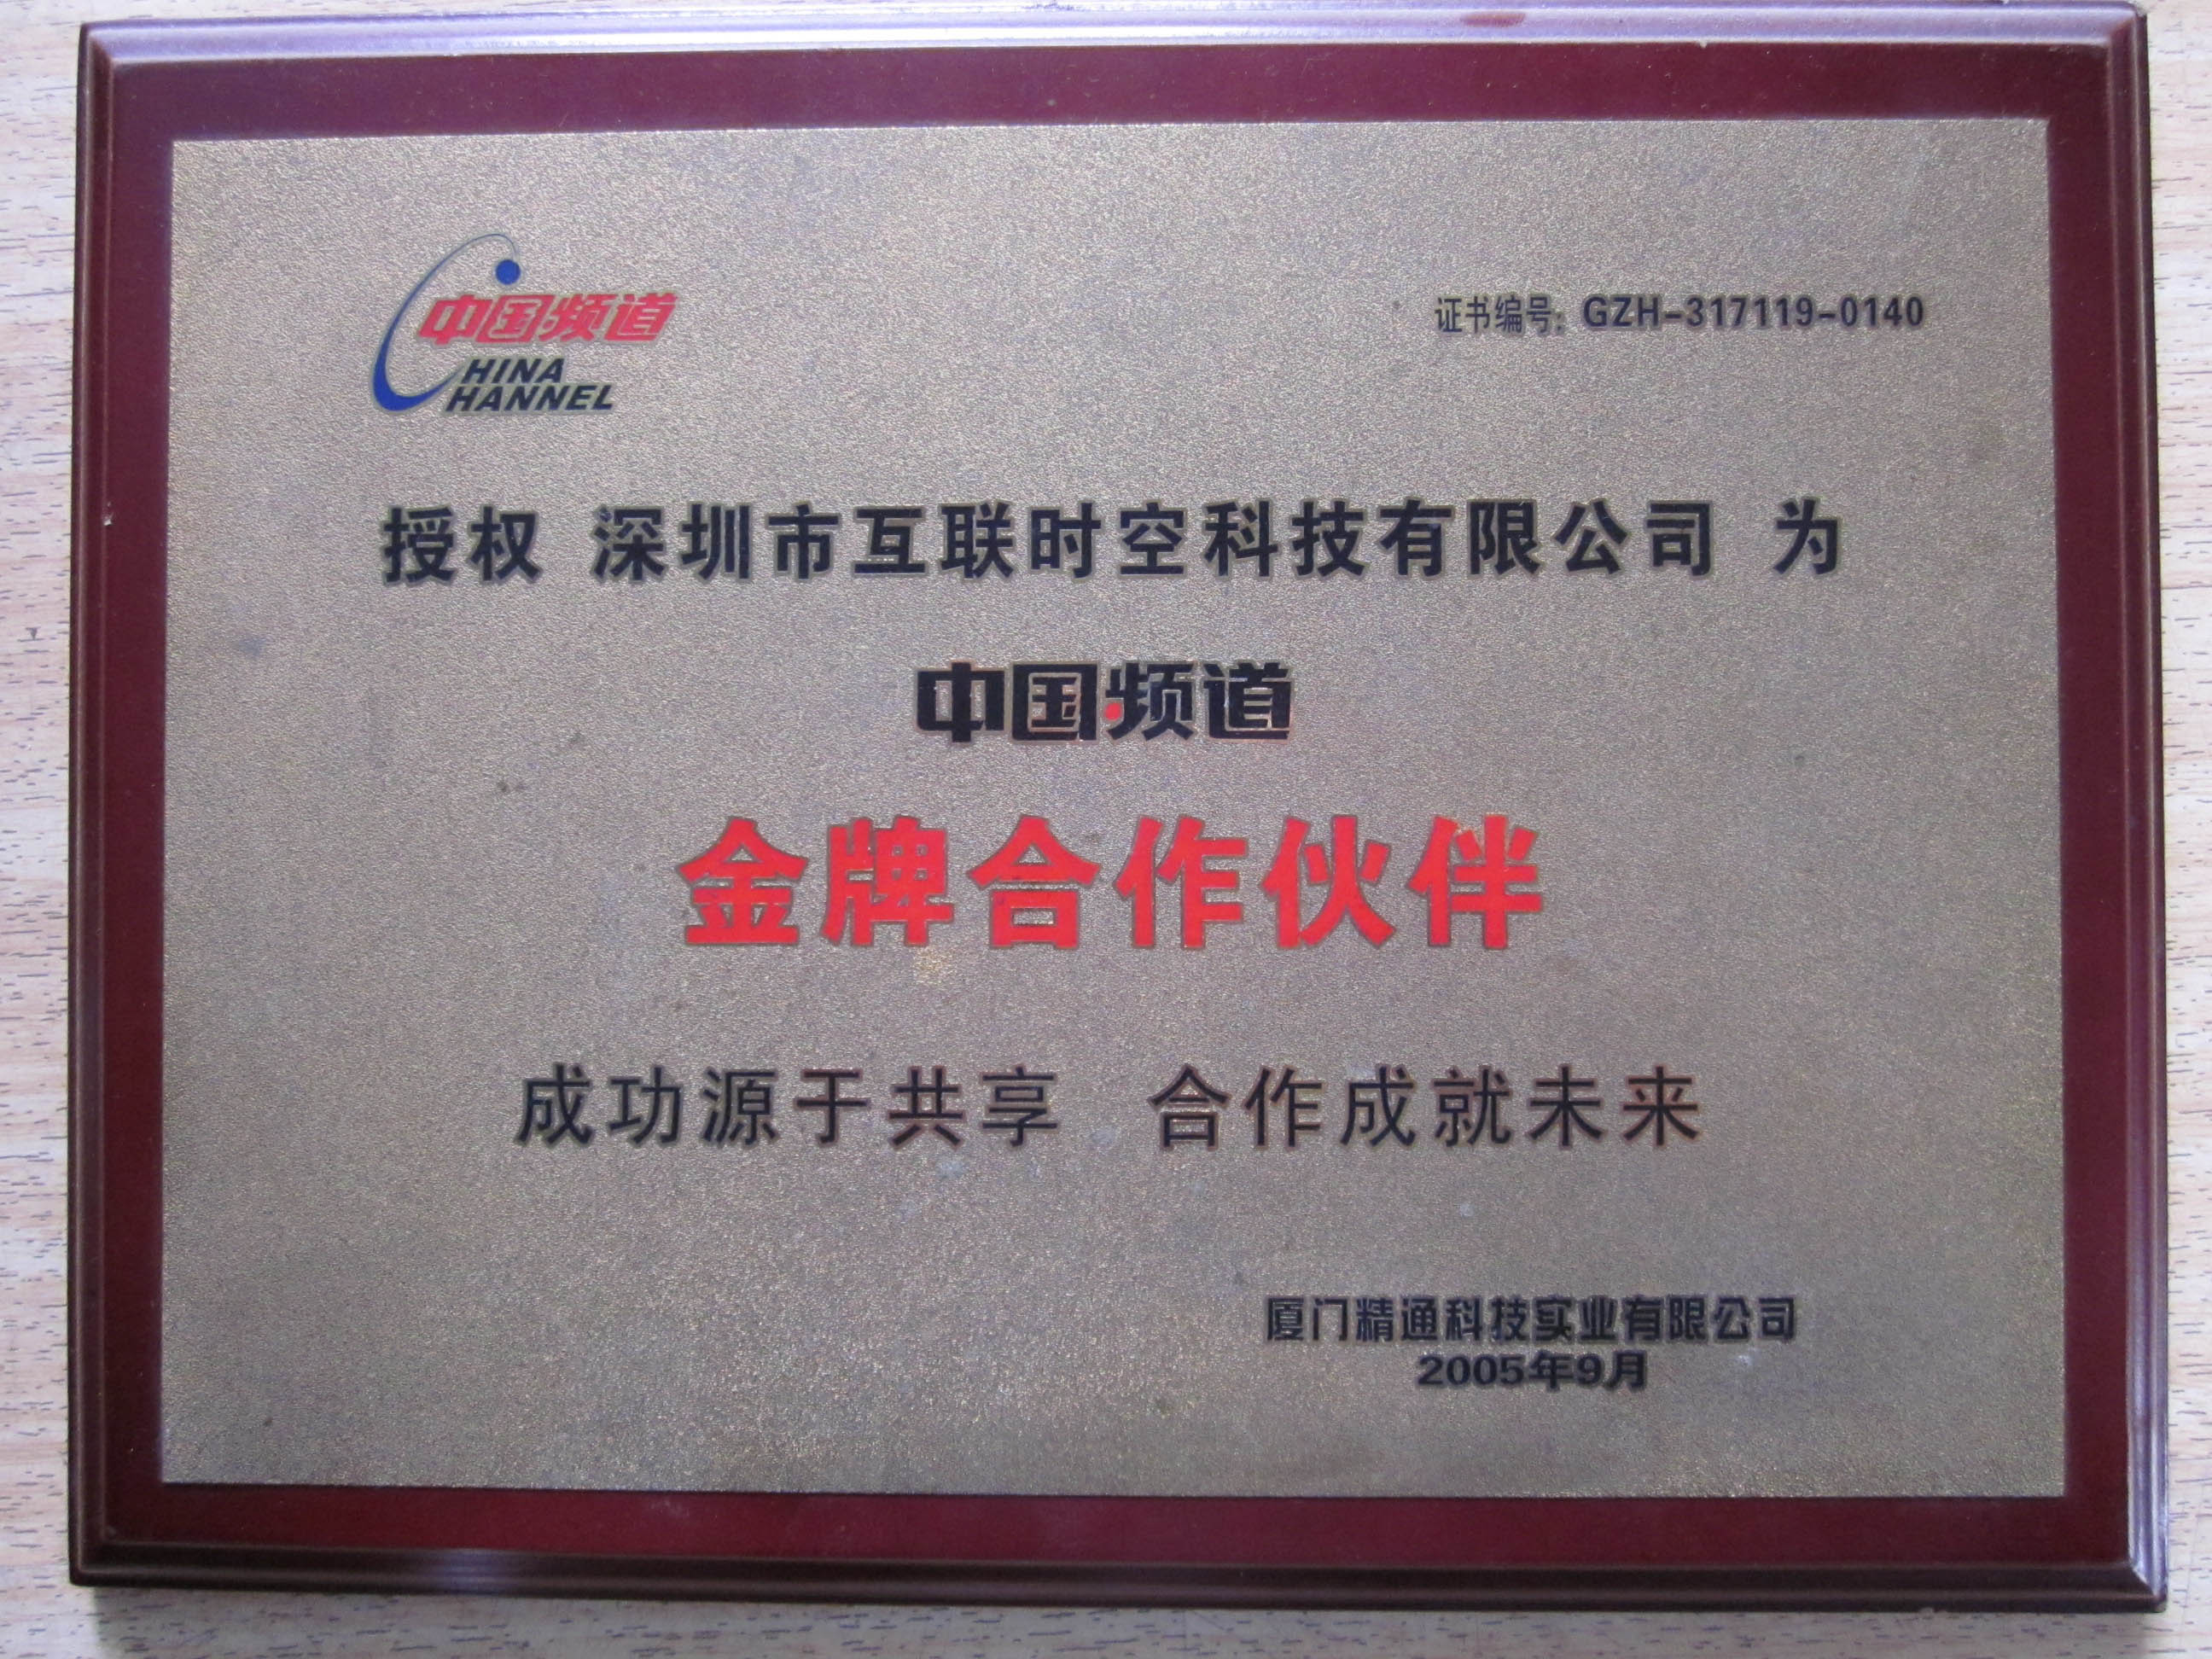 中国频道
CHINA
CHANNEL
证书编号：GZH-317119-0140
授权 深圳市互联时空科技有限公司 为
中国·频道
金牌合作伙伴
成功源于共享 合作成就未来
厦门精通科技实业有限公司
2005年9月